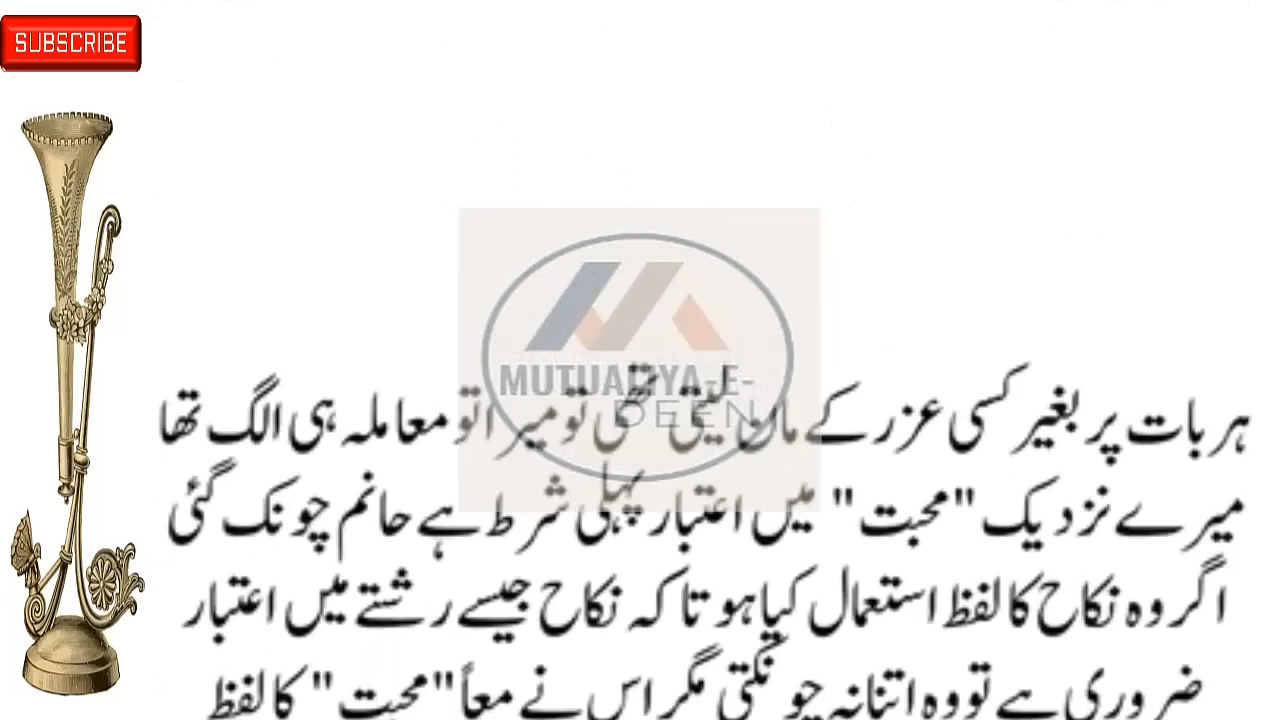 SUBSCRIBE
MUTUALIYA-E-
DEEN
ہر بات پر بغیر کسی عزر کے مان لیتی تھی تو میرا تو معاملہ ہی الگ تھا
میرے نزدیک "محبت" میں اعتبار پہلی شرط ہے حانم چونک گئی
اگر وہ نکاح کا لفظ استعمال کیا ہوتا کہ نکاح جیسے رشتے میں اعتبار
ضروری ہے تو وہ اتنا نہ چونکتی مگر اس نے معاً "محبت" کا لفظ